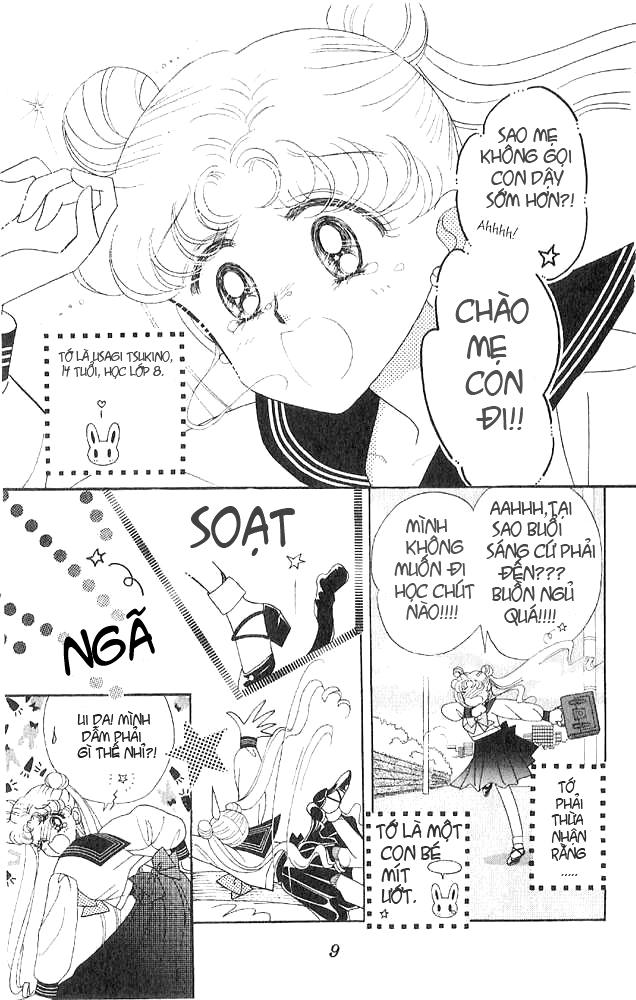 SAO MẸ
KHÔNG GỌI
CON DẬY
SỚM HƠN?!
Ahhhh!
CHÀO
MẸ
CON
ĐI!!
TỚ LÀ USAGI TSUKINO,
14 TUỔI, HỌC LỚP 8.
AAHHH,TẠI
SAO BUỔI
SÁNG CỨ PHẢI
ĐẾN???
BUỒN NGỦ
QUÁ!!!!
MÌNH
KHÔNG
MUỐN ĐI
HỌC CHÚT
NÀO!!!!
TỚ
PHẢI
THỪA
NHẬN
RẰNG
.....
TỚ LÀ MỘT
CON BÉ
MÍT
ƯỚT.
SOẠT
NGÃ
UI DA! MÌNH
DẪM PHẢI
GÌ THẾ NHỈ?!
9